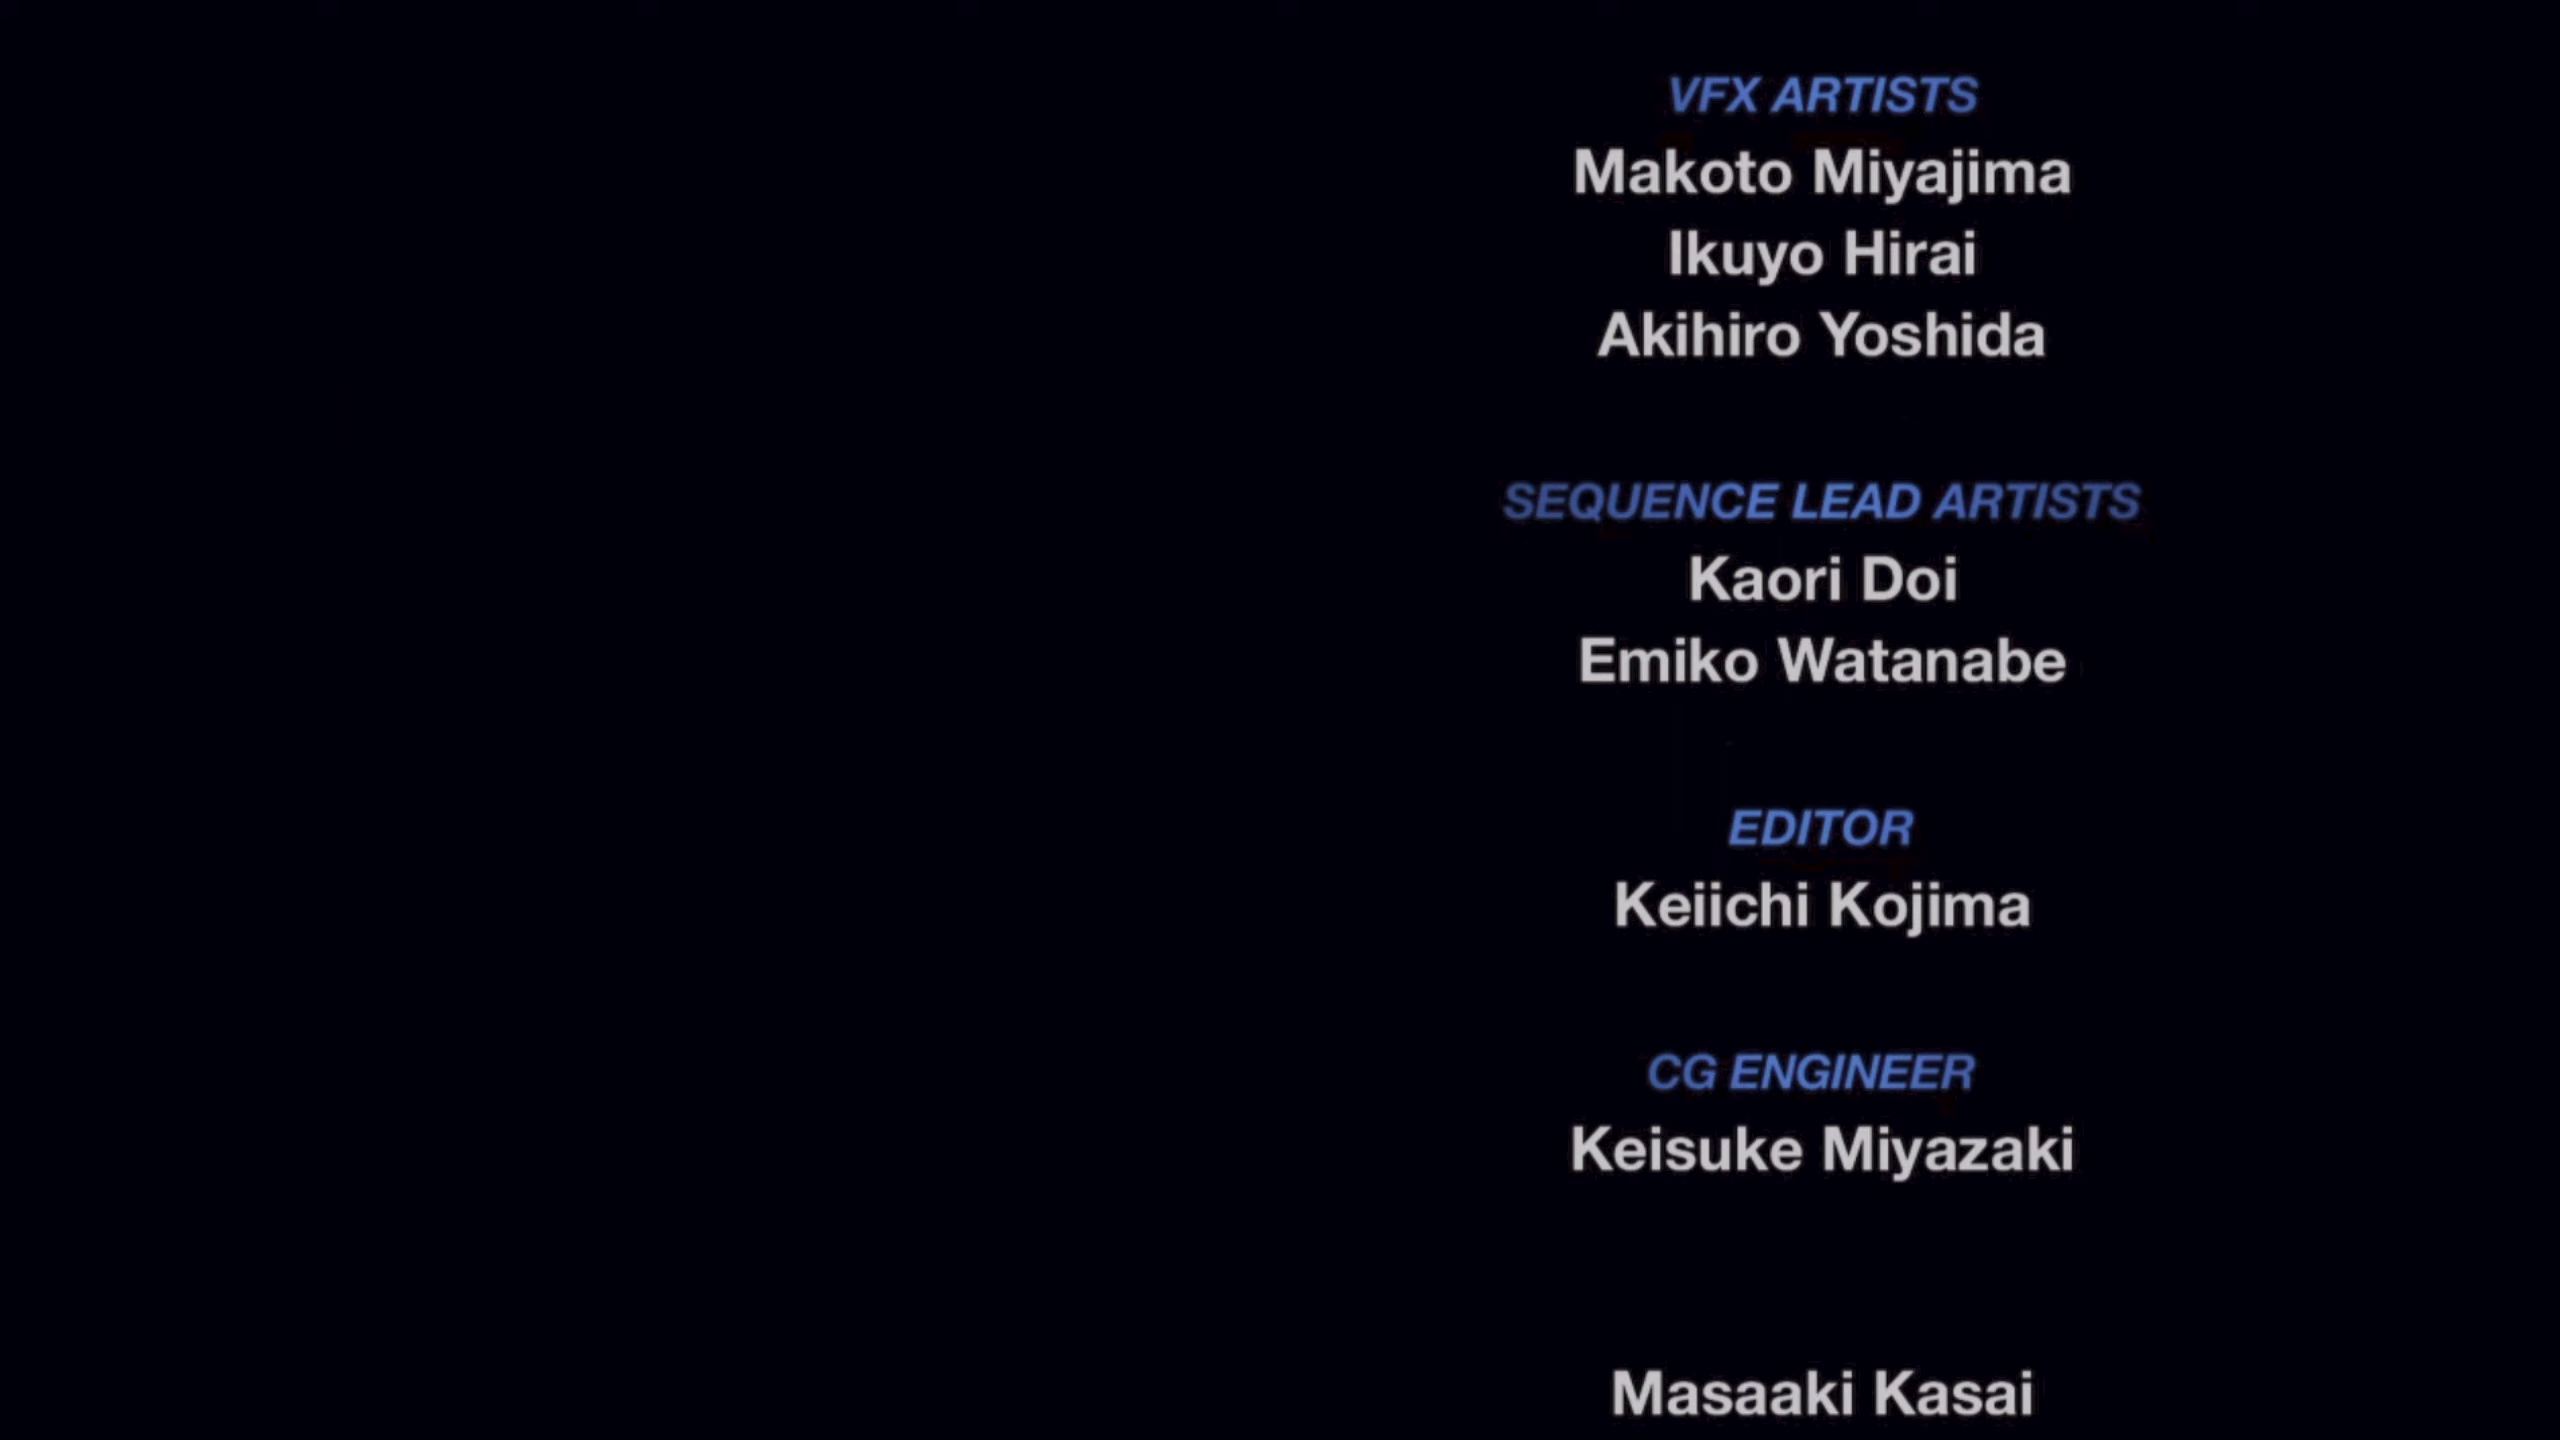 VFX ARTISTS
Makoto Miyajima
Ikuyo Hirai
Akihiro Yoshida
SEQUENCE LEAD ARTISTS
Kaori Doi
Emiko Watanabe
EDITOR
Keiichi Kojima
CG ENGINEER
Keisuke Miyazaki
Masaaki Kasai